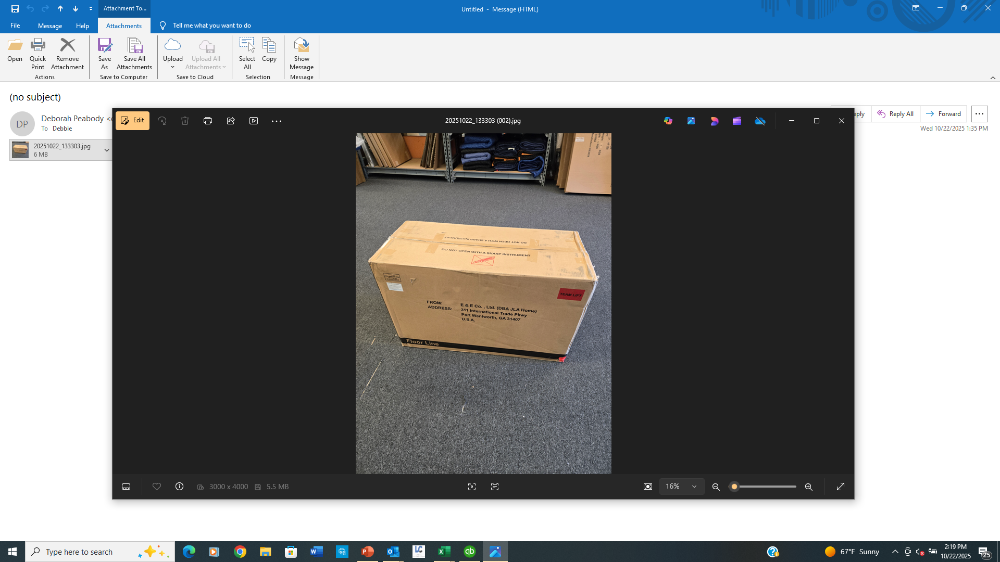 Attachment To...
Untitled - Message (HTML)
File
Message
Help
Attachments
Tell me what you want to do
Open
Quick
Print
Remove
Attachment
Actions
Save
As
Save All
Attachments
Save to Computer
Upload
Upload All
Attachments
Save to Cloud
Select
All
Copy
Selection
Show
Message
Message
(no subject)
DP
Deborah Peabody <
To Debbie
Reply All
Forward
Wed 10/22/2025 1:35 PM
20251022_133303.jpg
6 MB
Edit
20251022_133303 (002).jpg
DO NOT OPEN WITH A SHARP INSTRUMENT
DO NOT OPEN WITH A SHARP INSTRUMENT
TEAM LIFT
FROM: E & E Co. , Ltd. (DBA JLA Home)
ADDRESS: 311 International Trade Pkwy
Port Wentworth, GA 31407
U.S.A.
Floor Line
3000 x 4000
5.5 MB
16%
Type here to search
67°F Sunny
2:19 PM
10/22/2025
25